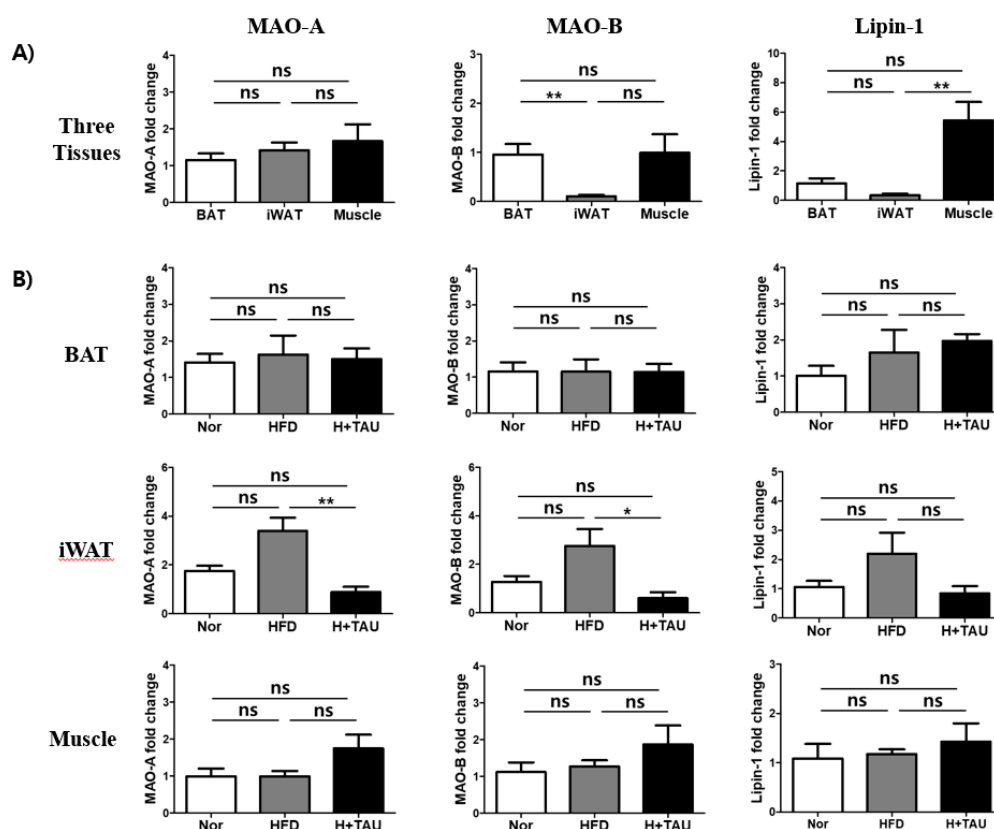 MAO-A MAO-B Lipin-1
A)
Three
Tissues
MAO-A fold change
4
3
2
1
0
ns
ns ns
BAT iWAT Muscle
MAO-B fold change
3
2
1
0
ns
** ns
BAT iWAT Muscle
Lipin-1 fold change
10
8
6
4
2
0
ns
ns **
BAT iWAT Muscle
B)
BAT
MAO-A fold change
4
3
2
1
0
ns
ns ns
Nor HFD H+TAU
MAO-B fold change
4
3
2
1
0
ns
ns ns
Nor HFD H+TAU
Lipin-1 fold change
4
3
2
1
0
ns
ns ns
Nor HFD H+TAU
iWAT
MAO-A fold change
6
4
2
0
ns
ns **
Nor HFD H+TAU
MAO-B fold change
6
4
2
0
ns
ns *
Nor HFD H+TAU
Lipin-1 fold change
5
4
3
2
1
0
ns
ns ns
Nor HFD H+TAU
Muscle
MAO-A fold change
4
3
2
1
0
ns
ns ns
Nor HFD H+TAU
MAO-B fold change
4
3
2
1
0
ns
ns ns
Nor HFD H+TAU
Lipin-1 fold change
3
2
1
0
ns
ns ns
Nor HFD H+TAU